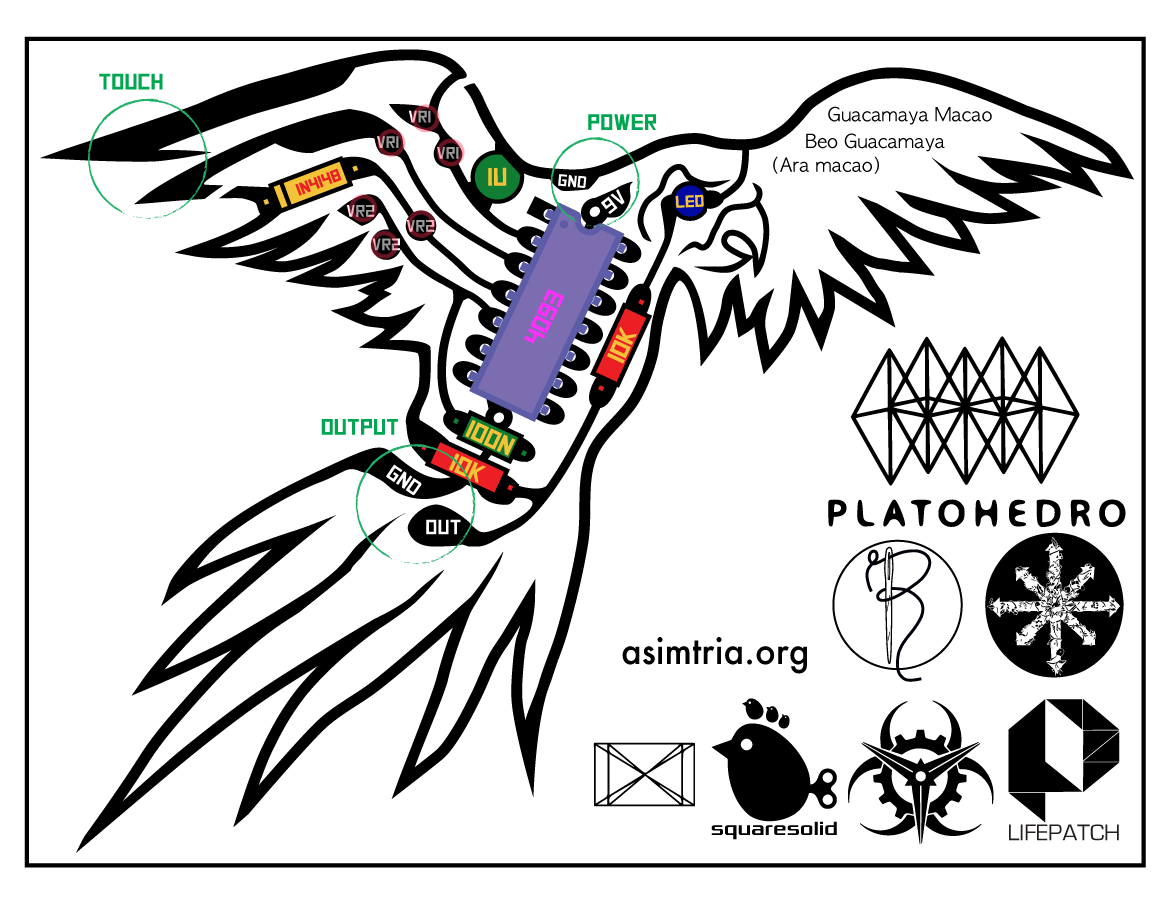 TOUCH
POWER
Guacamaya Macao
Beo Guacamaya
(Ara macao)
VR1
VR1
VR1
1N4148
1U
GND
9V
LED
VR2
VR2
VR2
4093
10K
100N
10K
OUTPUT
GND
OUT
PLATOHEDRO
asimtria.org
squaresolid
LIFEPATCH